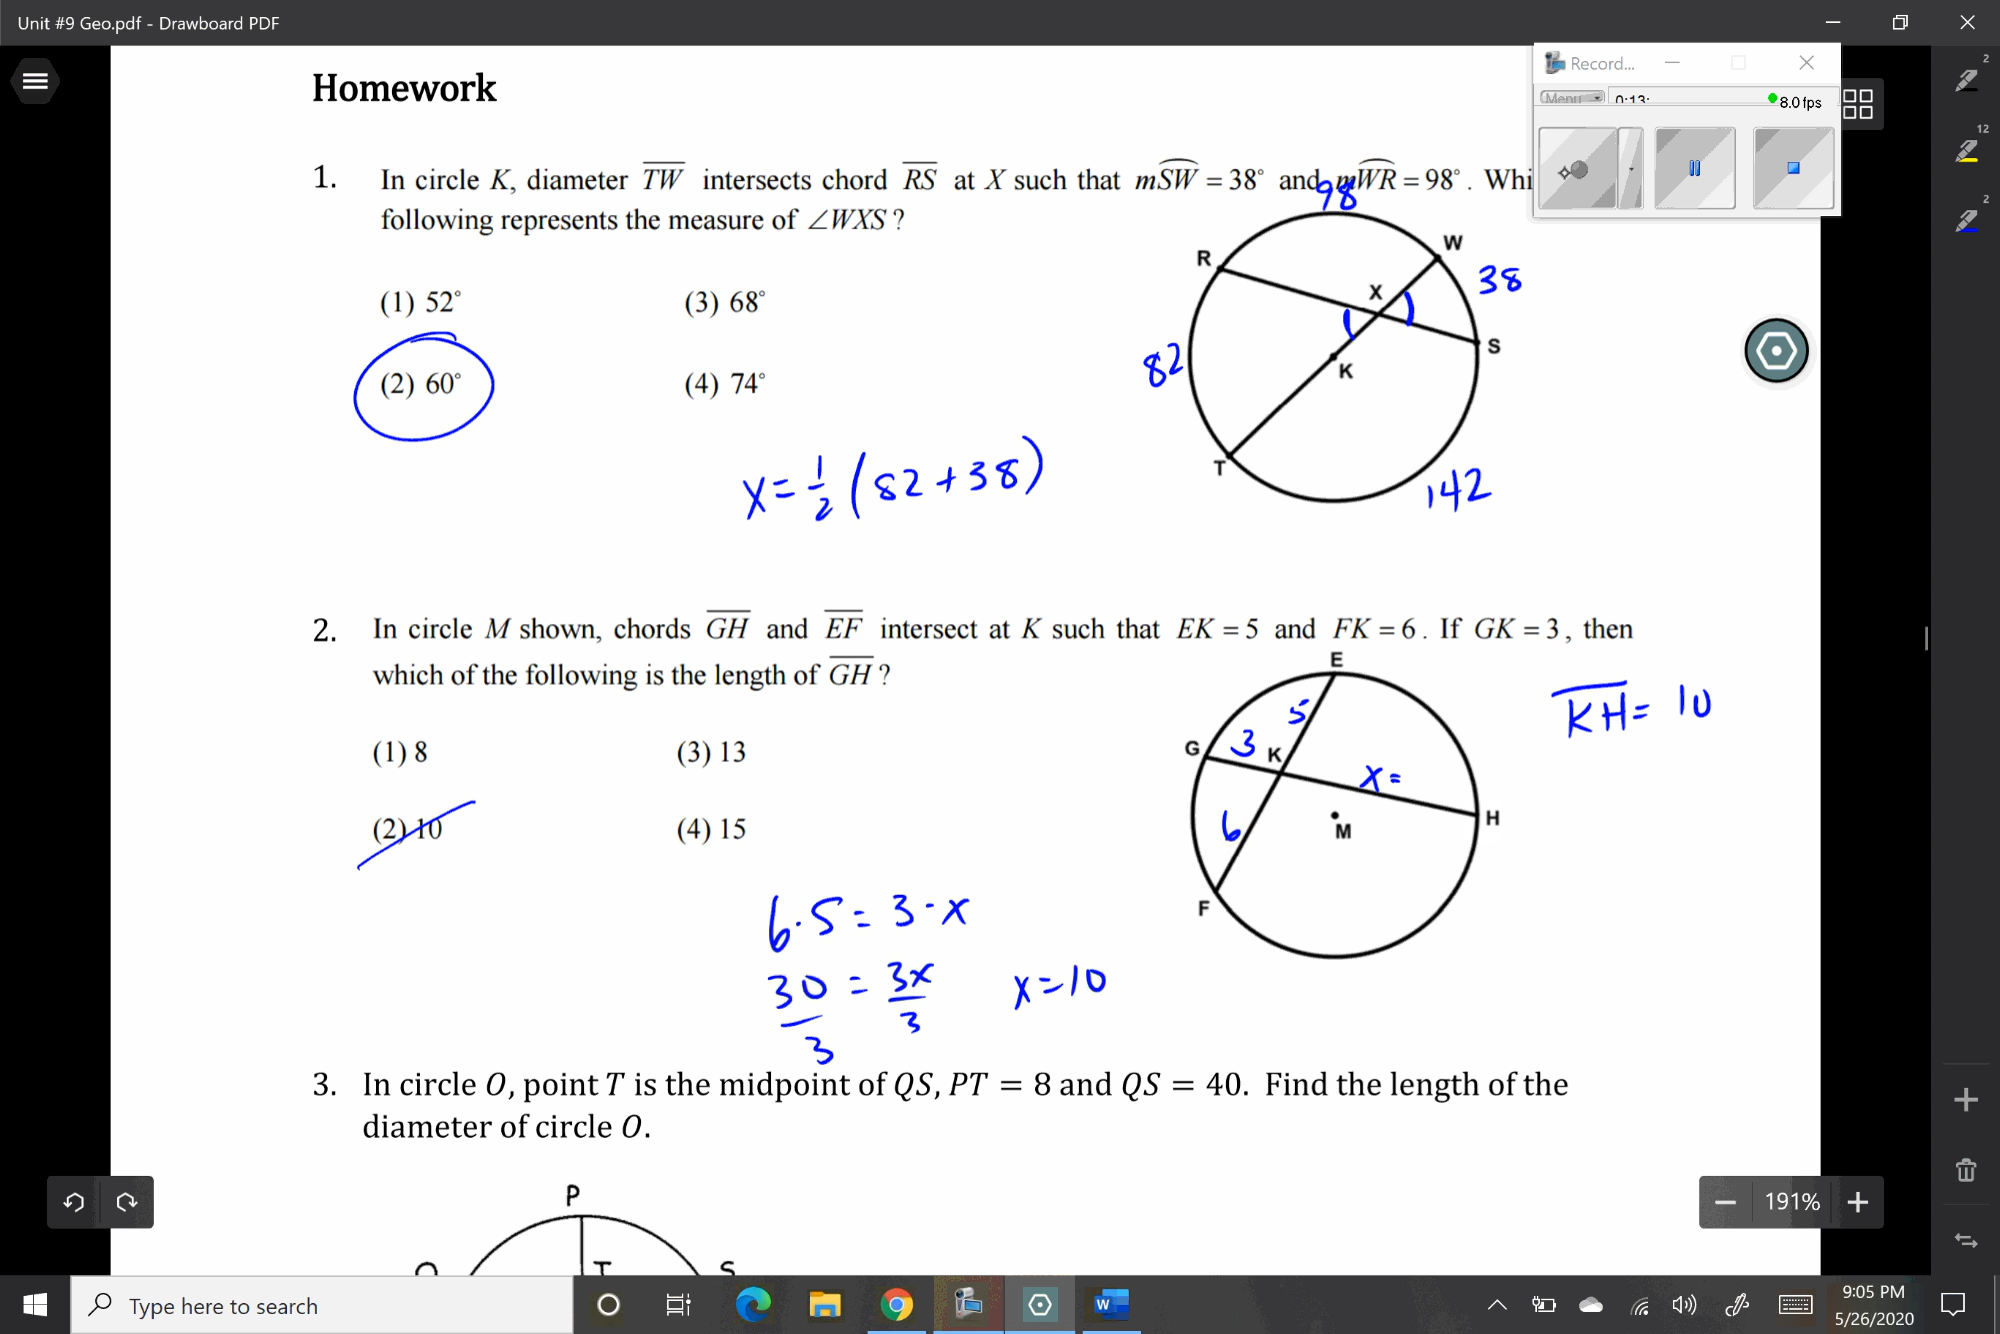 Unit #9 Geo.pdf - Drawboard PDF
Record...
Menu 0:13: 8.0 fps
2
12
2
Homework
1. In circle K, diameter TW intersects chord RS at X such that mSW = 38° and mWR = 98°. Whi
following represents the measure of ∠WXS ?
98
R
W
38
X
(1) 52° (3) 68°
S
82
K
(2) 60° (4) 74°
T
x = 1/2 (82 + 38)
142
2. In circle M shown, chords GH and EF intersect at K such that EK = 5 and FK = 6. If GK = 3, then
which of the following is the length of GH ?
E
KH = 10
5
G 3 K
(1) 8 (3) 13
x =
H
6
M
(2) 10 (4) 15
F
6·5 = 3·x
30/3 = 3x/3 x = 10
3. In circle O, point T is the midpoint of QS, PT = 8 and QS = 40. Find the length of the
diameter of circle O.
P
T S
191%
Type here to search
W
9:05 PM
5/26/2020